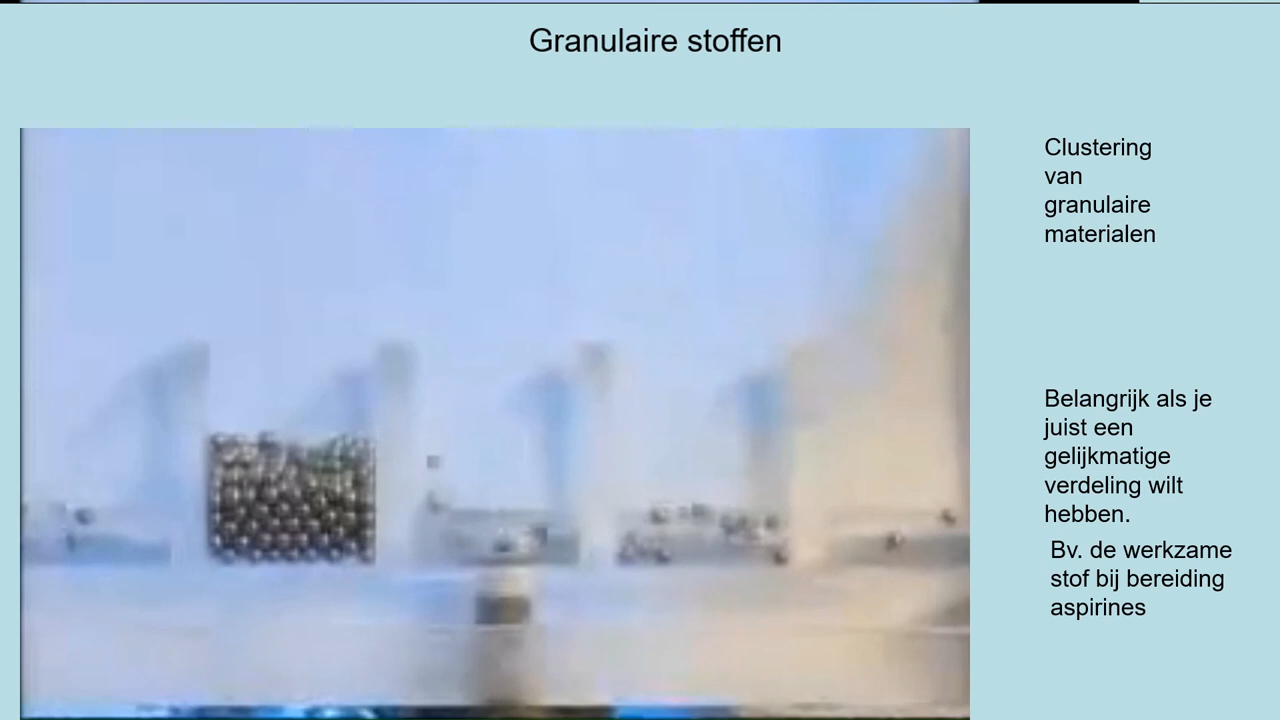 Granulaire stoffen
Clustering
van
granulaire
materialen
Belangrijk als je
juist een
gelijkmatige
verdeling wilt
hebben.
Bv. de werkzame
stof bij bereiding
aspirines